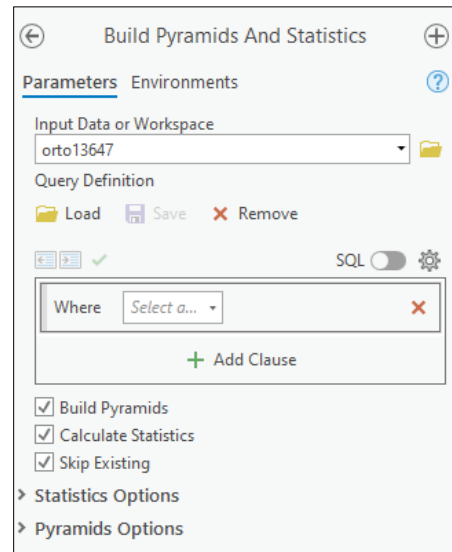 Build Pyramids And Statistics
Parameters Environments
Input Data or Workspace
orto13647
Query Definition
Load Save Remove
SQL
Where Select a...
Add Clause
Build Pyramids
Calculate Statistics
Skip Existing
Statistics Options
Pyramids Options